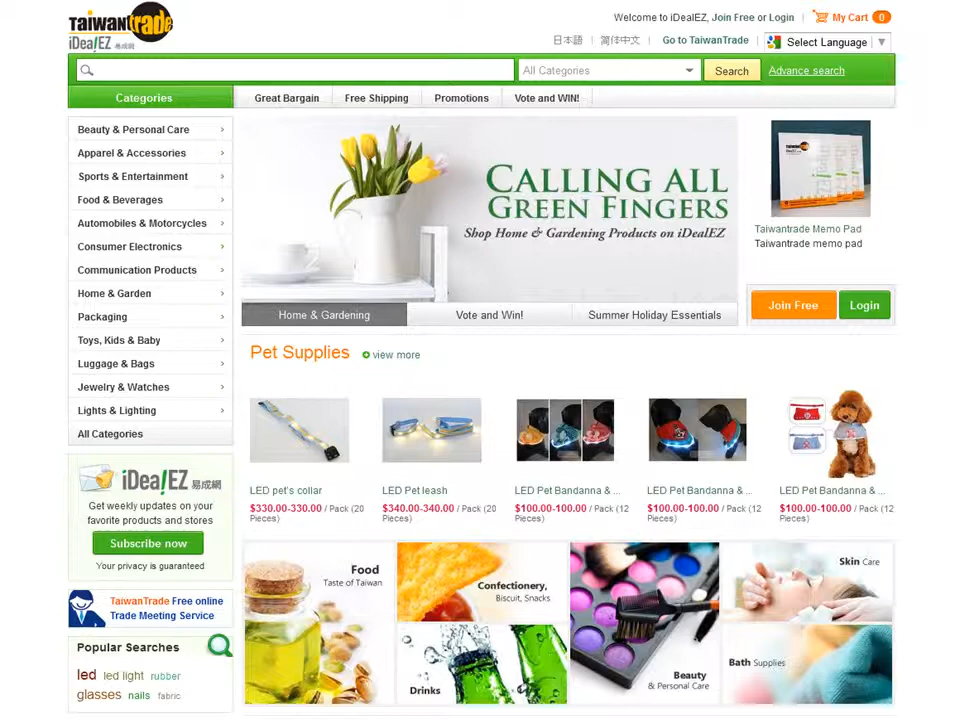 TAIWANtrade
iDealEZ 易成網
Welcome to iDealEZ, Join Free or Login
My Cart 0
日本語 | 简体中文 | Go to TaiwanTrade | Select Language
All Categories
Search
Advance search
Categories
Great Bargain
Free Shipping
Promotions
Vote and WIN!
Beauty & Personal Care
Apparel & Accessories
Sports & Entertainment
Food & Beverages
Automobiles & Motorcycles
Consumer Electronics
Communication Products
Home & Garden
Packaging
Toys, Kids & Baby
Luggage & Bags
Jewelry & Watches
Lights & Lighting
All Categories
CALLING ALL
GREEN FINGERS
Shop Home & Gardening Products on iDealEZ
Home & Gardening
Vote and Win!
Summer Holiday Essentials
Taiwantrade Memo Pad
Taiwantrade memo pad
Join Free
Login
Pet Supplies
view more
LED pet's collar
$330.00-330.00 / Pack (20
Pieces)
LED Pet leash
$340.00-340.00 / Pack (20
Pieces)
LED Pet Bandanna & ...
$100.00-100.00 / Pack (12
Pieces)
LED Pet Bandanna & ...
$100.00-100.00 / Pack (12
Pieces)
LED Pet Bandanna & ...
$100.00-100.00 / Pack (12
Pieces)
iDealEZ 易成網
Get weekly updates on your
favorite products and stores
Subscribe now
Your privacy is guaranteed
TaiwanTrade Free online
Trade Meeting Service
Popular Searches
led led light rubber
glasses nails fabric
Food
Taste of Taiwan
Confectionery,
Biscuit, Snacks
Drinks
Beauty
& Personal Care
Skin Care
Bath Supplies